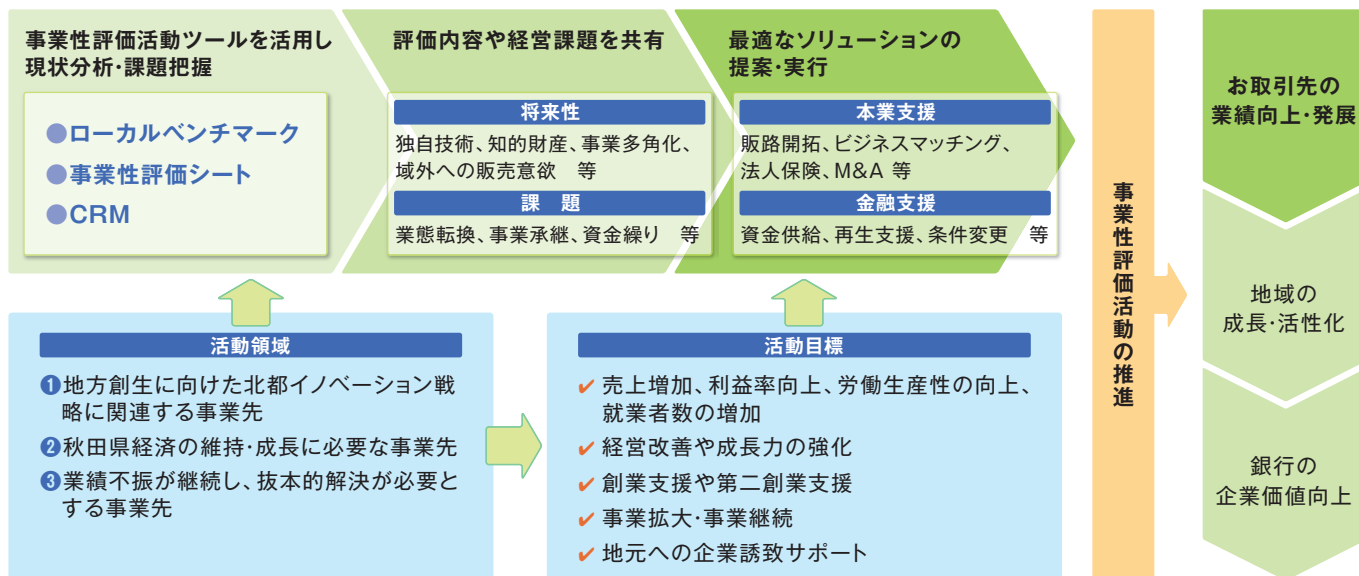 事業性評価活動ツールを活用し
現状分析・課題把握
●ローカルベンチマーク
●事業性評価シート
●CRM
評価内容や経営課題を共有
将来性
独自技術、知的財産、事業多角化、
域外への販売意欲　等
課　題
業態転換、事業承継、資金繰り　等
最適なソリューションの
提案・実行
本業支援
販路開拓、ビジネスマッチング、
法人保険、M&A 等
金融支援
資金供給、再生支援、条件変更　等
活動領域
❶地方創生に向けた北都イノベーション戦
略に関連する事業先
❷秋田県経済の維持・成長に必要な事業先
❸業績不振が継続し、抜本的解決が必要と
する事業先
活動目標
✔売上増加、利益率向上、労働生産性の向上、
就業者数の増加
✔経営改善や成長力の強化
✔創業支援や第二創業支援
✔事業拡大・事業継続
✔地元への企業誘致サポート
事業性評価活動の推進
お取引先の
業績向上・発展
地域の
成長・活性化
銀行の
企業価値向上